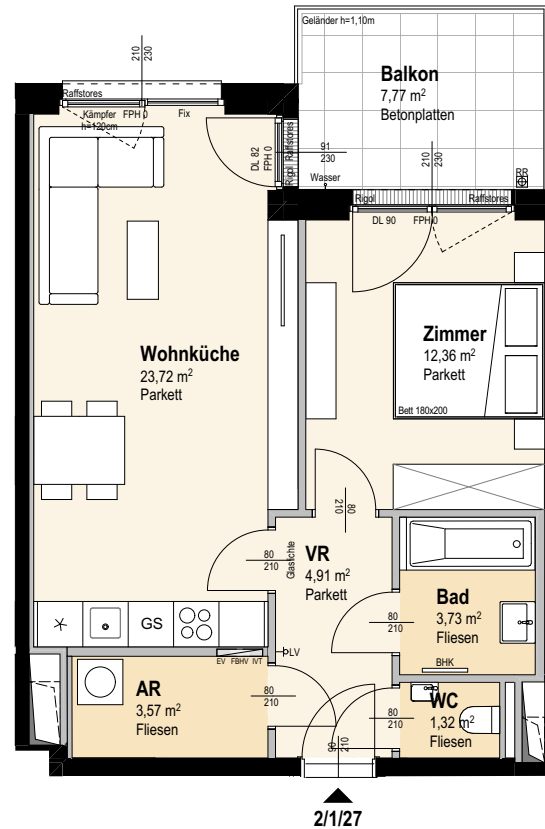 Geländer h=1,10m
210
230
Balkon
7,77 m²
Betonplatten
Raffstores
Kämpfer FPH 0 Fix
h=120cm
DL 82
FPH 0
Rigol Raffstores
91
230
210
230
Wasser
RR
Rigol Raffstores
DL 90 FPH 0
Wohnküche
23,72 m²
Parkett
Zimmer
12,36 m²
Parkett
Bett 180x200
80
210
VR
4,91 m²
Parkett
Glaslichte
80
210
GS
Bad
3,73 m²
Fliesen
80
210
BHK
LV
EV FBHV IVT
AR
3,57 m²
Fliesen
80
210
WC
1,32 m²
Fliesen
80
210
90
210
2/1/27